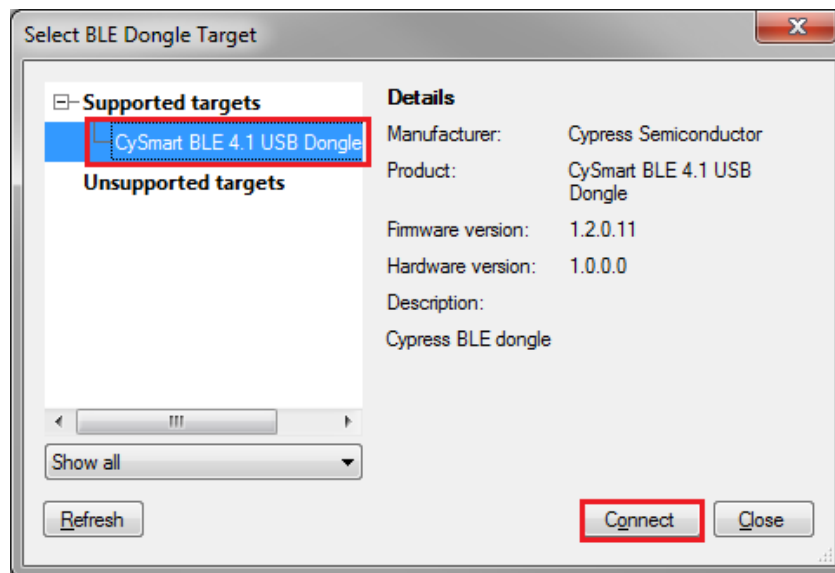 Select BLE Dongle Target
Supported targets
CySmart BLE 4.1 USB Dongle
Unsupported targets
Show all
Refresh
Details
Manufacturer: Cypress Semiconductor
Product: CySmart BLE 4.1 USB
Dongle
Firmware version: 1.2.0.11
Hardware version: 1.0.0.0
Description:
Cypress BLE dongle
Connect
Close